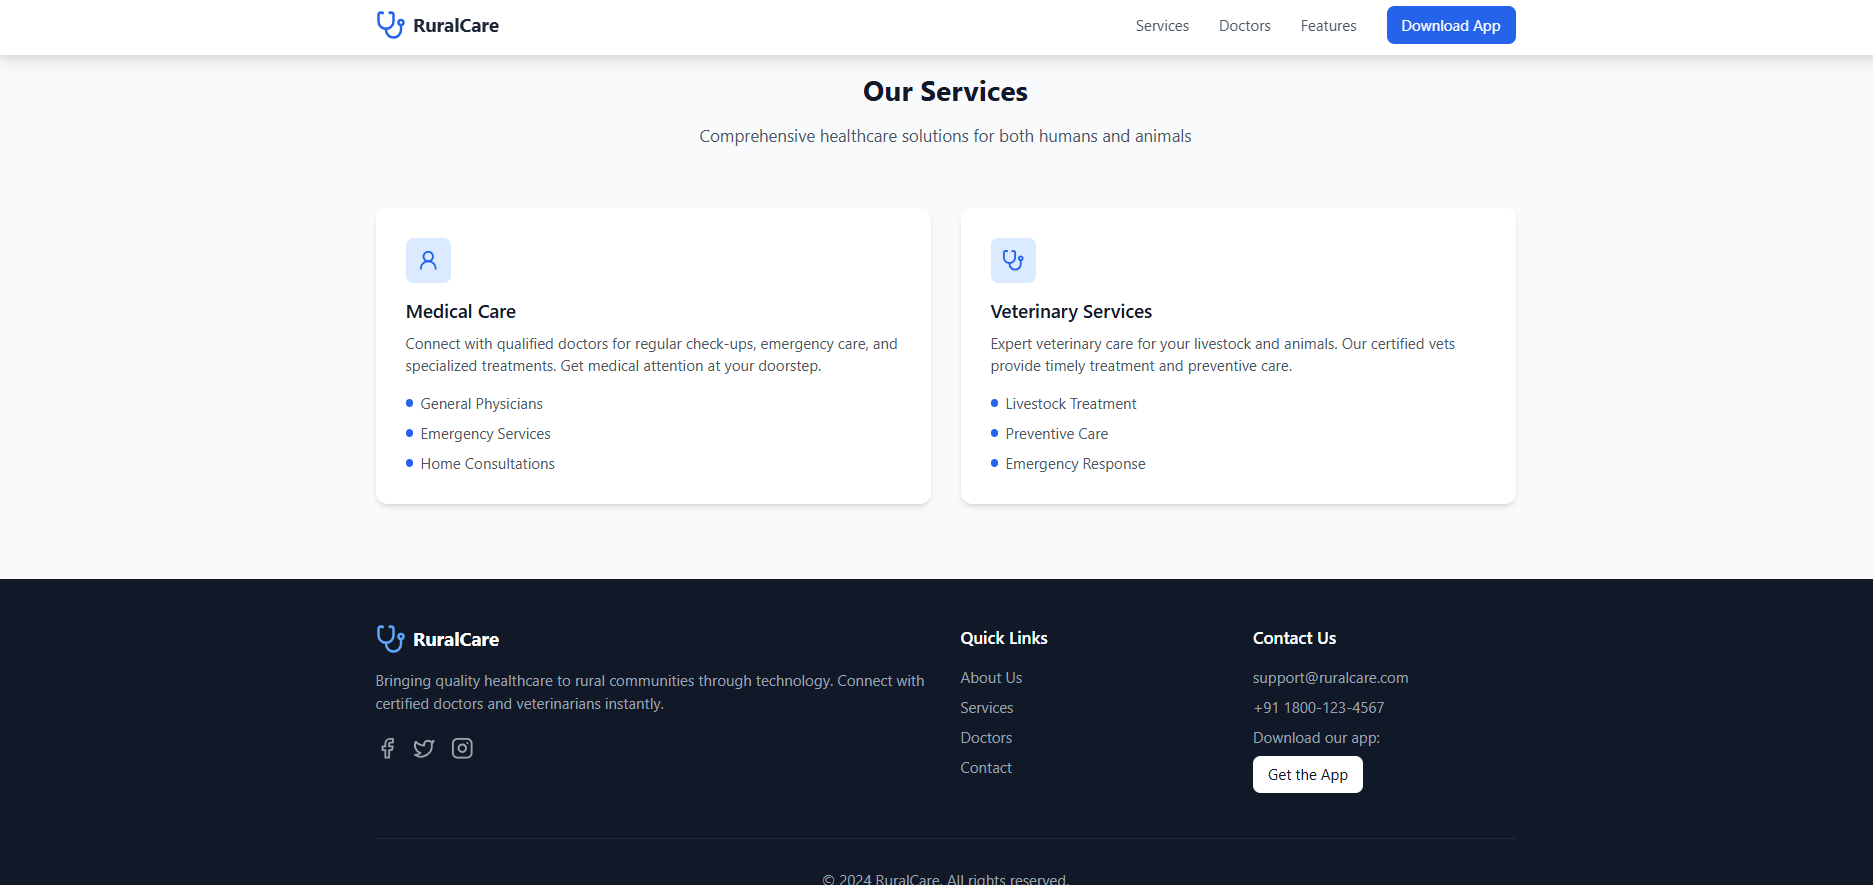 RuralCare
Services
Doctors
Features
Download App
Our Services
Comprehensive healthcare solutions for both humans and animals
Medical Care
Connect with qualified doctors for regular check-ups, emergency care, and
specialized treatments. Get medical attention at your doorstep.
General Physicians
Emergency Services
Home Consultations
Veterinary Services
Expert veterinary care for your livestock and animals. Our certified vets
provide timely treatment and preventive care.
Livestock Treatment
Preventive Care
Emergency Response
RuralCare
Bringing quality healthcare to rural communities through technology. Connect with
certified doctors and veterinarians instantly.
Quick Links
About Us
Services
Doctors
Contact
Contact Us
support@ruralcare.com
+91 1800-123-4567
Download our app:
Get the App
© 2024 RuralCare. All rights reserved.